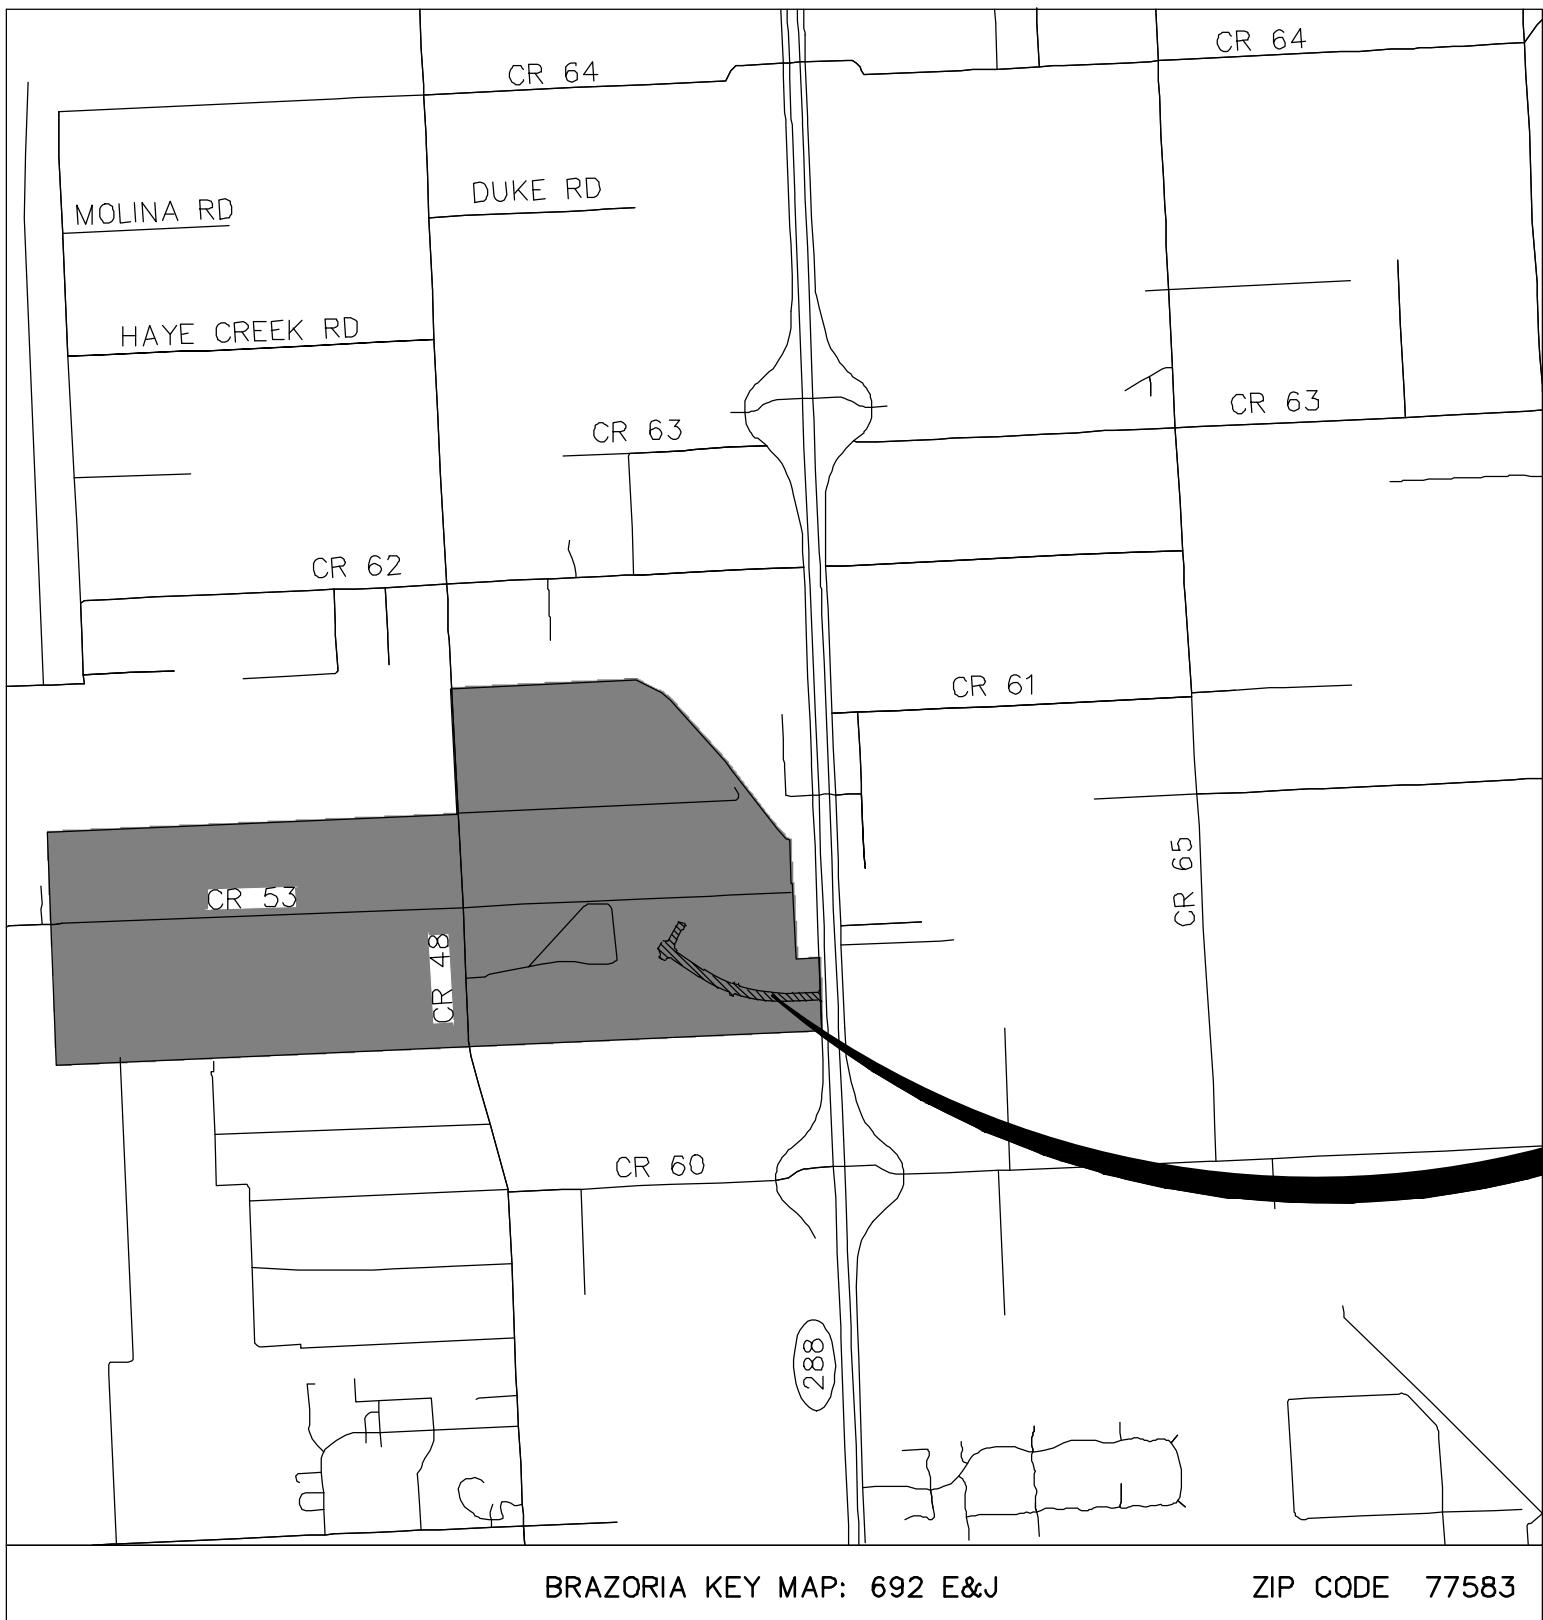 CR 64
CR 64
DUKE RD
MOLINA RD
HAYE CREEK RD
CR 63
CR 63
CR 62
CR 61
CR 65
CR 53
CR 48
CR 60
288
BRAZORIA KEY MAP: 692 E&J
ZIP CODE 77583